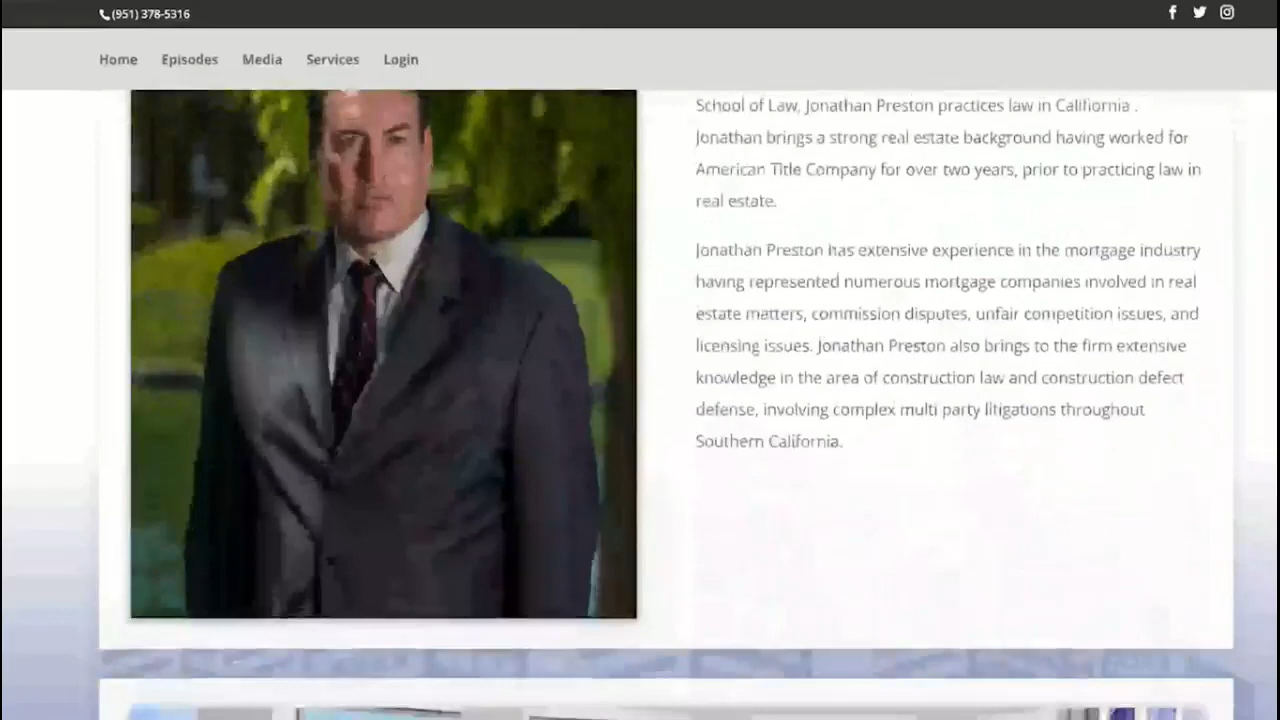 (951) 378-5316
Home Episodes Media Services Login
School of Law, Jonathan Preston practices law in California .
Jonathan brings a strong real estate background having worked for
American Title Company for over two years, prior to practicing law in
real estate.
Jonathan Preston has extensive experience in the mortgage industry
having represented numerous mortgage companies involved in real
estate matters, commission disputes, unfair competition issues, and
licensing issues. Jonathan Preston also brings to the firm extensive
knowledge in the area of construction law and construction defect
defense, involving complex multi party litigations throughout
Southern California.